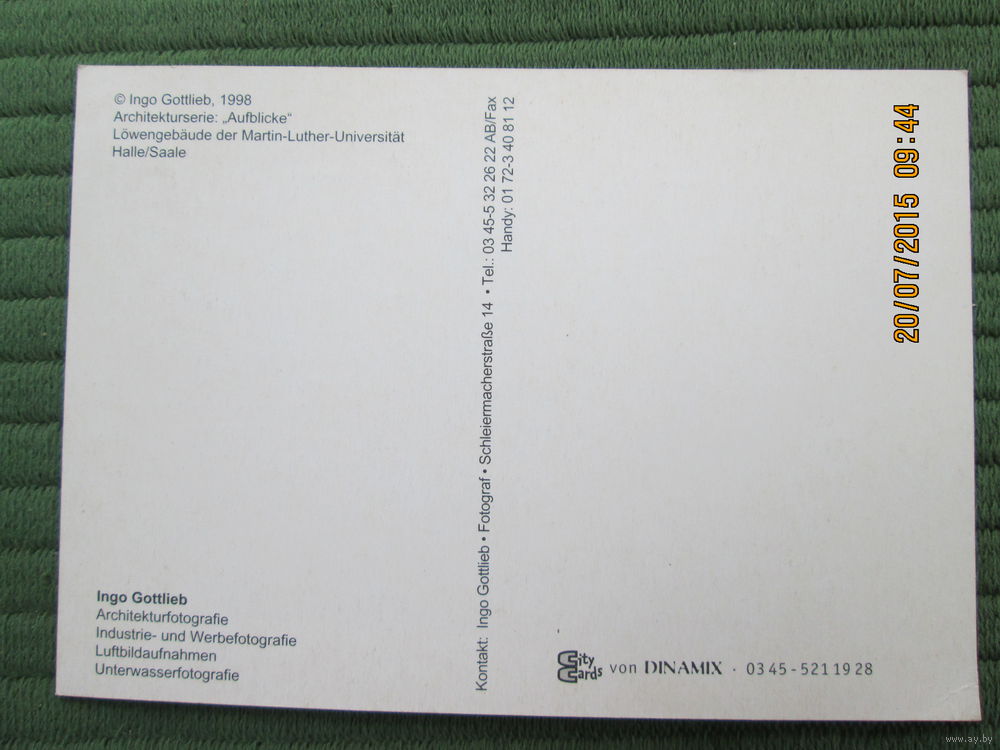 © Ingo Gottlieb, 1998
Architekturserie: „Aufblicke“
Löwengebäude der Martin-Luther-Universität
Halle/Saale
Ingo Gottlieb
Architekturfotografie
Industrie- und Werbefotografie
Luftbildaufnahmen
Unterwasserfotografie
Kontakt: Ingo Gottlieb • Fotograf • Schleiermacherstraße 14 • Tel.: 03 45-5 32 26 22 AB/Fax
Handy: 01 72-3 40 81 12
City Cards von DINAMIX · 03 45 - 521 19 28
20/07/2015 09:44
www.ay.by